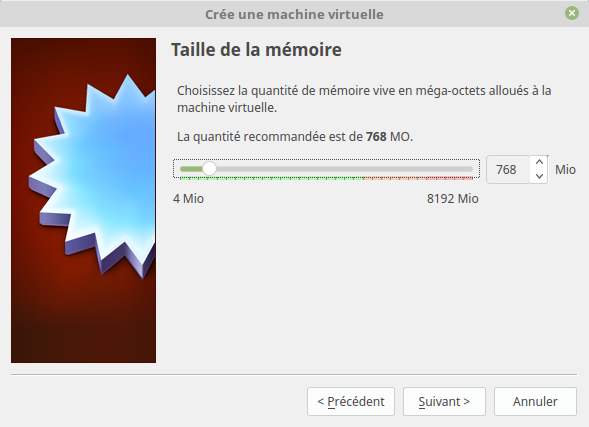 Crée une machine virtuelle
Taille de la mémoire
Choisissez la quantité de mémoire vive en méga-octets alloués à la
machine virtuelle.
La quantité recommandée est de 768 MO.
768 Mio
4 Mio 8192 Mio
< Précédent Suivant > Annuler